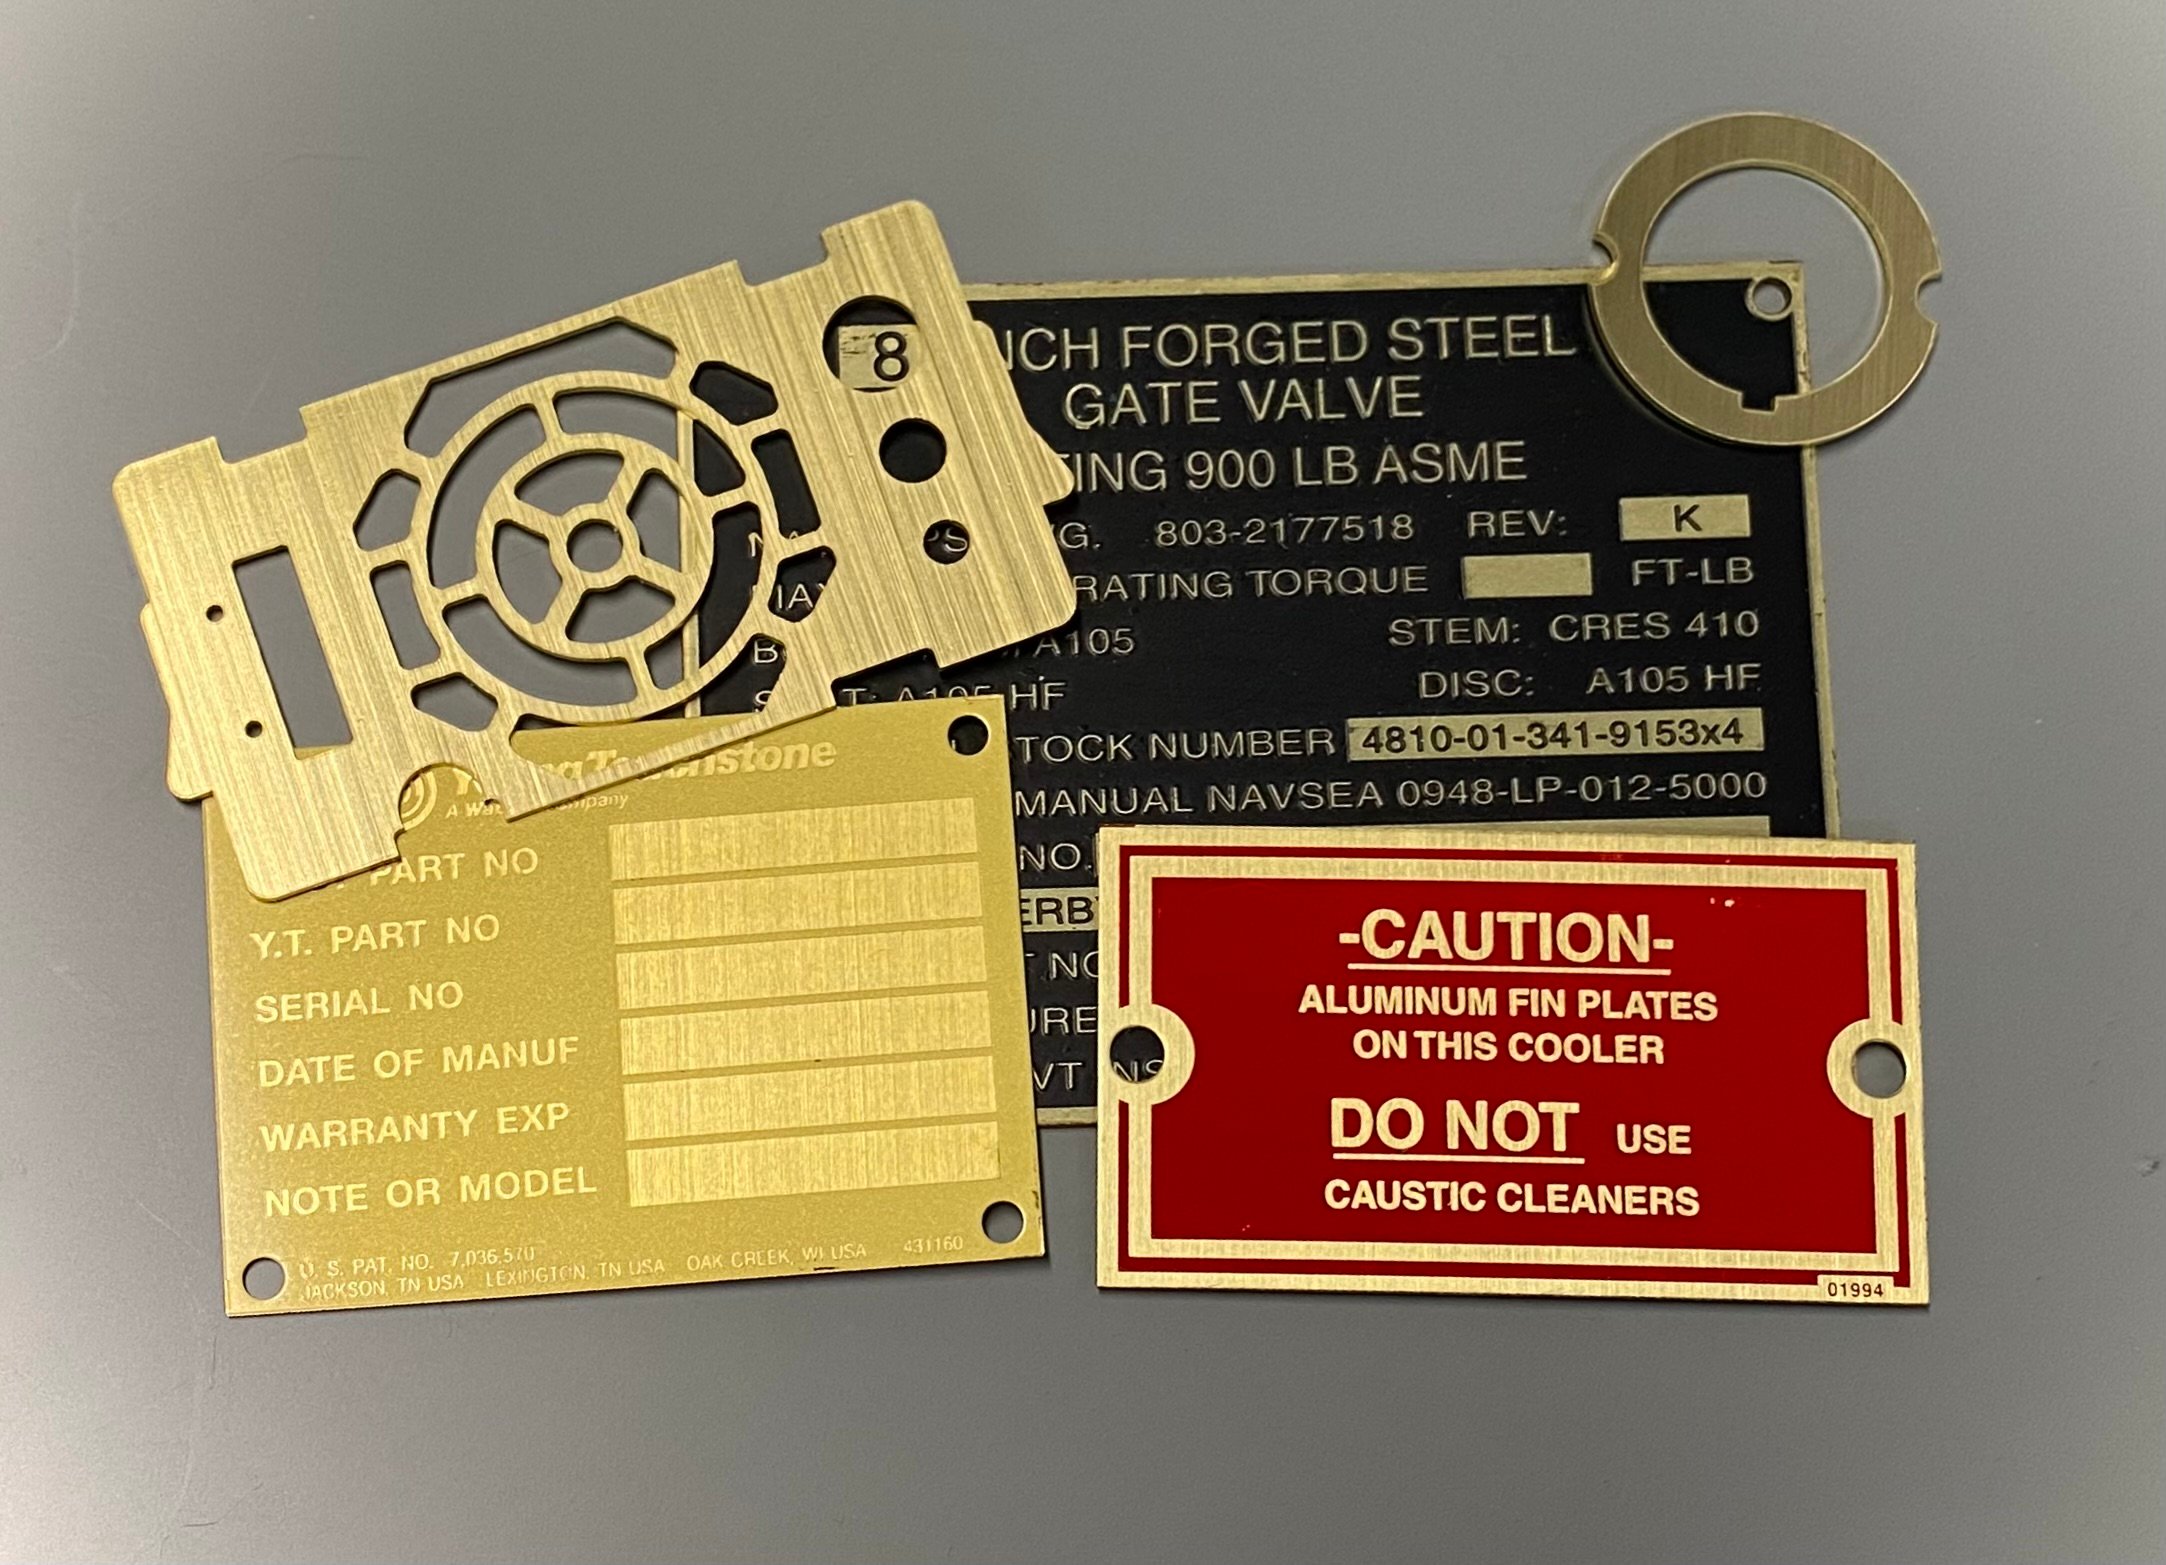 8
INCH FORGED STEEL
GATE VALVE
900 LB ASME
803-2177518 REV: K
TORQUE FT-LB
A105 STEM: CRES 410
A105 HF DISC: A105 HF
NUMBER 4810-01-341-9153x4
MANUAL NAVSEA 0948-LP-012-5000
NO.
Touchstone
PART NO
Y.T. PART NO
SERIAL NO
DATE OF MANUF
WARRANTY EXP
NOTE OR MODEL
U. S. PAT. NO. 7,036,570
JACKSON, TN USA LEXINGTON, TN USA OAK CREEK, WI USA 431160
-CAUTION-
ALUMINUM FIN PLATES
ON THIS COOLER
DO NOT USE
CAUSTIC CLEANERS
01994